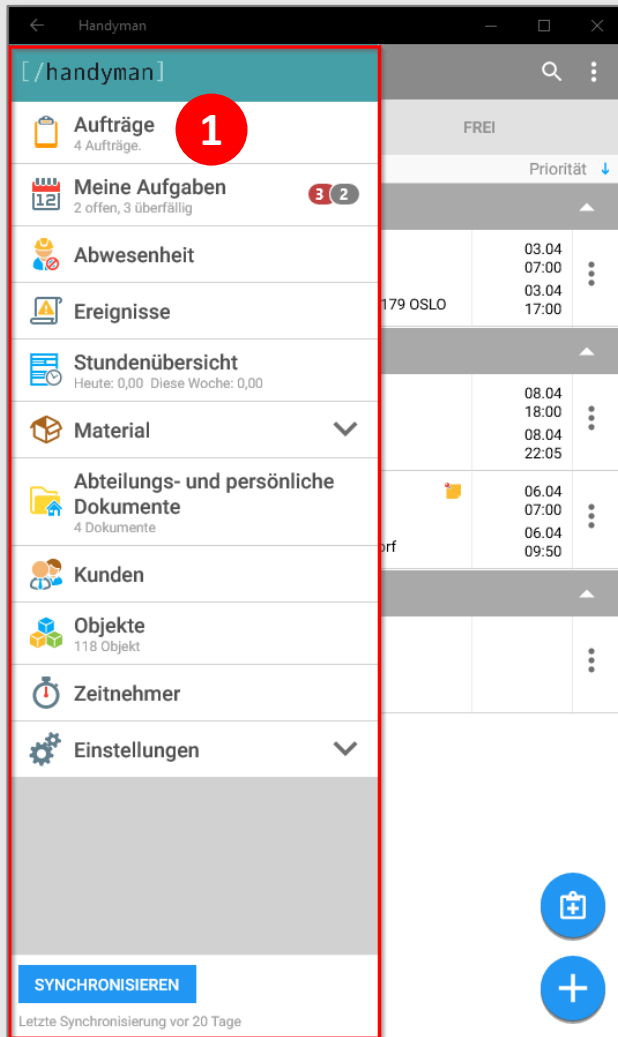 Handyman
[/handyman]
Aufträge
4 Aufträge.
1
Meine Aufgaben
2 offen, 3 überfällig
3 2
12
Abwesenheit
Ereignisse
Stundenübersicht
Heute: 0,00 Diese Woche: 0,00
Material
Abteilungs- und persönliche
Dokumente
4 Dokumente
Kunden
Objekte
118 Objekt
Zeitnehmer
Einstellungen
SYNCHRONISIEREN
Letzte Synchronisierung vor 20 Tage
FREI
Priorität
03.04
07:00
179 OSLO
03.04
17:00
08.04
18:00
08.04
22:05
06.04
07:00
06.04
09:50